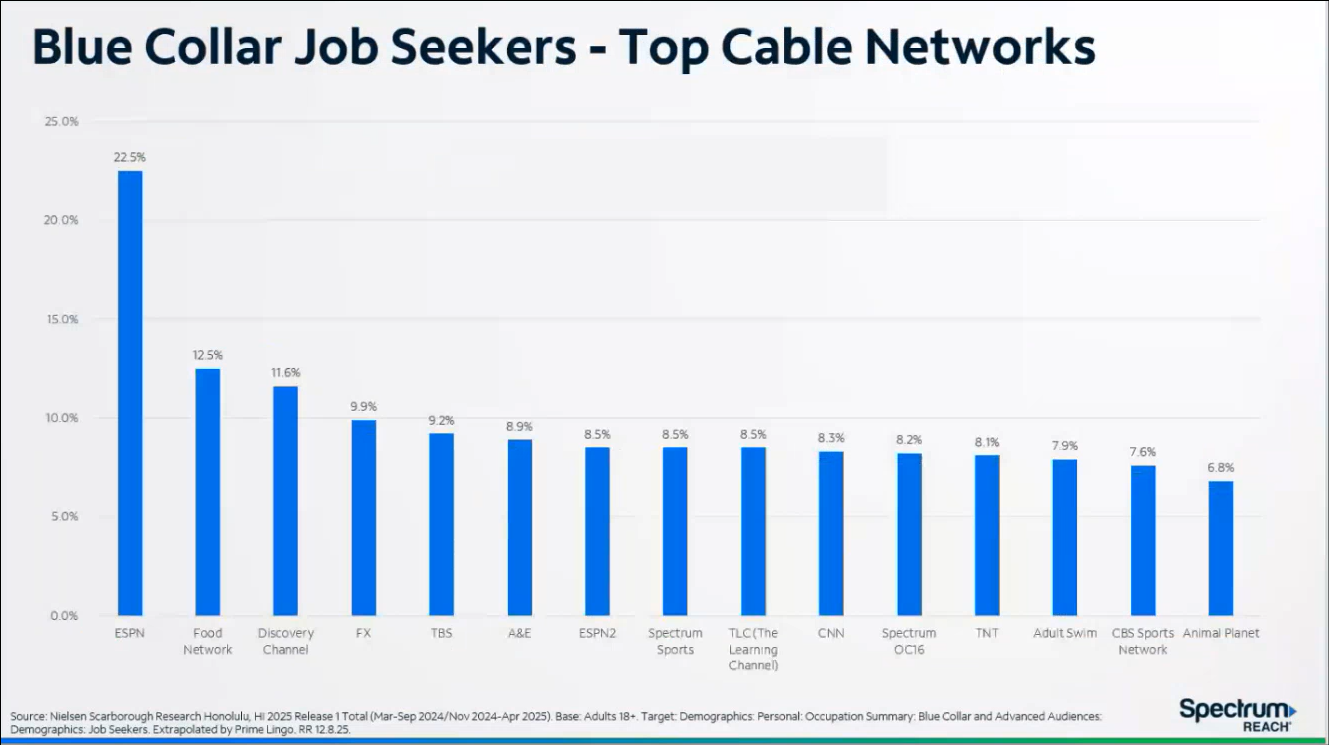 Blue Collar Job Seekers - Top Cable Networks
25.0%
20.0%
15.0%
10.0%
5.0%
0.0%
22.5%
12.5%
11.6%
9.9%
9.2%
8.9%
8.5%
8.5%
8.5%
8.3%
8.2%
8.1%
7.9%
7.6%
6.8%
ESPN
Food
Network
Discovery
Channel
FX
TBS
A&E
ESPN2
Spectrum
Sports
TLC (The
Learning
Channel)
CNN
Spectrum
OC16
TNT
Adult Swim
CBS Sports
Network
Animal Planet
Source: Nielsen Scarborough Research Honolulu, HI 2025 Release 1 Total (Mar-Sep 2024/Nov 2024-Apr 2025). Base: Adults 18+. Target: Demographics: Personal: Occupation Summary: Blue Collar and Advanced Audiences:
Demographics: Job Seekers. Extrapolated by Prime Lingo. RR 12.8.25.
Spectrum
REACH